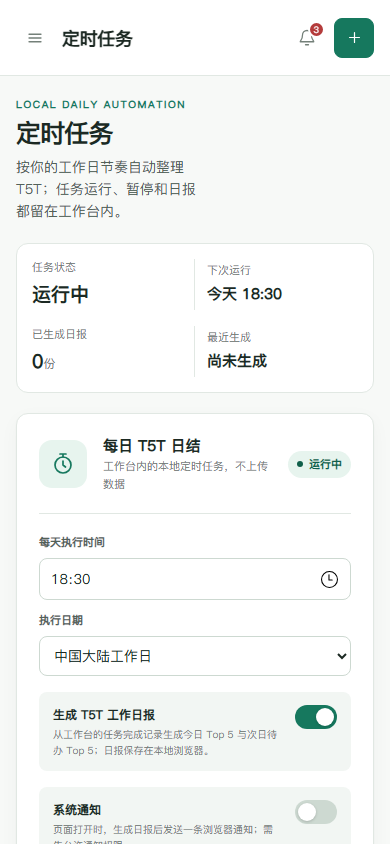 定时任务
3
LOCAL DAILY AUTOMATION
定时任务
按你的工作日节奏自动整理
T5T；任务运行、暂停和日报
都留在工作台内。
任务状态
运行中
下次运行
今天 18:30
已生成日报
0份
最近生成
尚未生成
每日 T5T 日结
工作台内的本地定时任务，不上传
数据
运行中
每天执行时间
18:30
执行日期
中国大陆工作日
生成 T5T 工作日报
从工作台的任务完成记录生成今日 Top 5 与次日待
办 Top 5；日报保存在本地浏览器。
系统通知
页面打开时，生成日报后发送一条浏览器通知；需